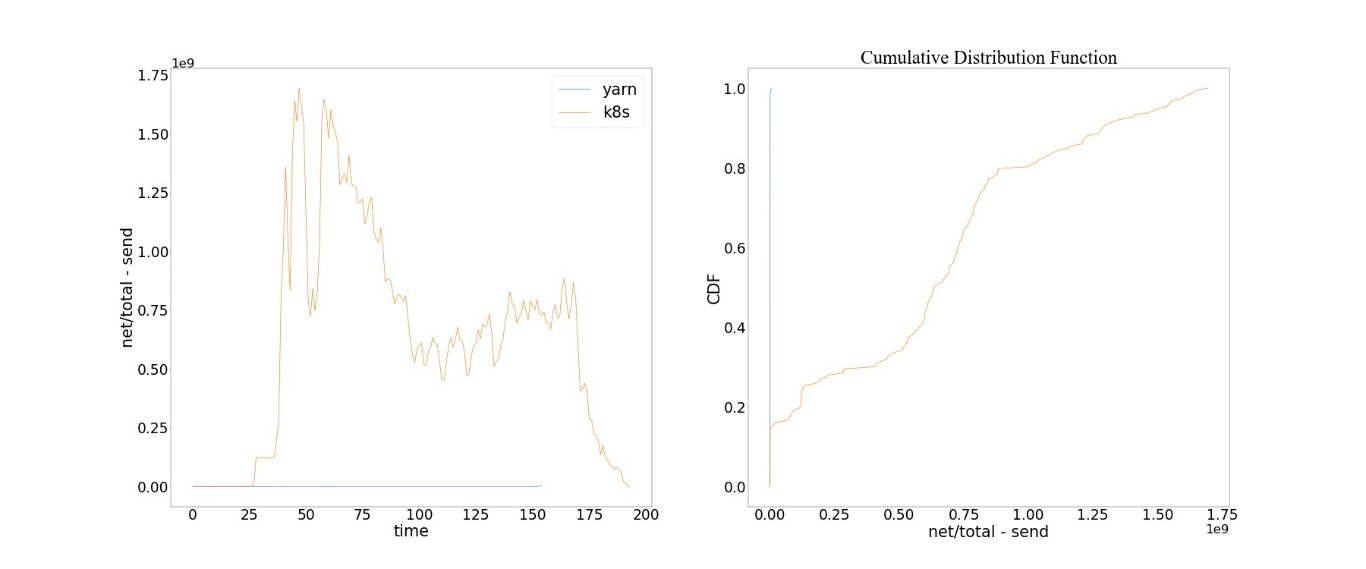 1e9
1.75
1.50
1.25
1.00
0.75
0.50
0.25
0.00
net/total - send
0 25 50 75 100 125 150 175 200
time
yarn
k8s
Cumulative Distribution Function
1.0
0.8
0.6
0.4
0.2
0.0
CDF
0.00 0.25 0.50 0.75 1.00 1.25 1.50 1.75
1e9
net/total - send